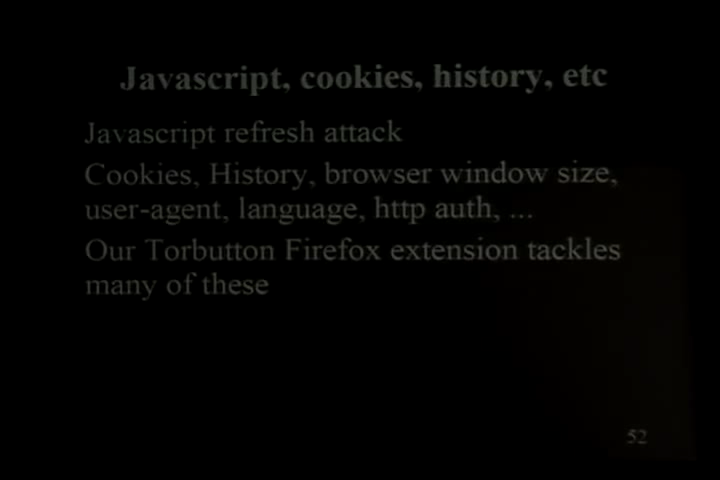 Javascript, cookies, history, etc
Javascript refresh attack
Cookies, History, browser window size,
user-agent, language, http auth, ...
Our Torbutton Firefox extension tackles
many of these
52